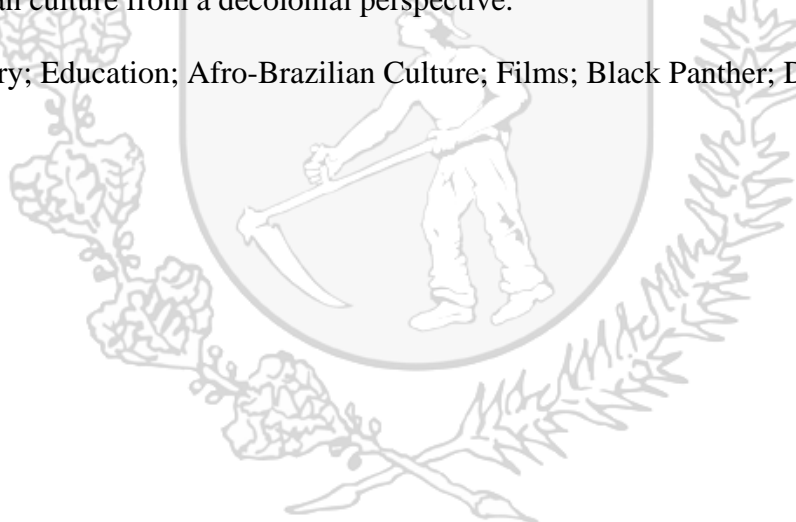 an culture from a decolonial perspective.
ry; Education; Afro-Brazilian Culture; Films; Black Panther; D